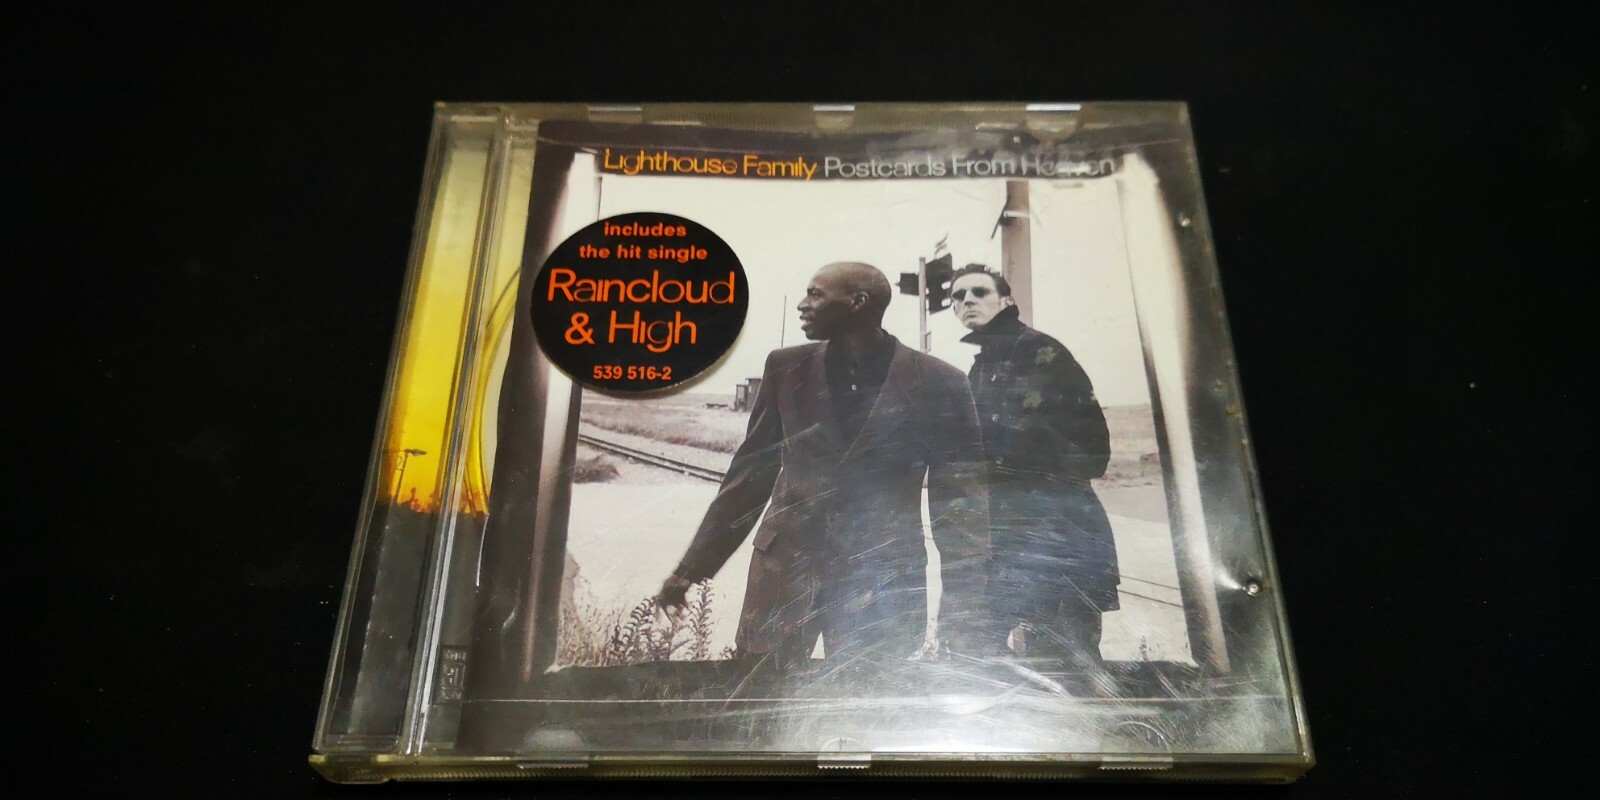 Lighthouse Family Postcards From Heaven
includes
the hit single
Raincloud
& High
539 516-2